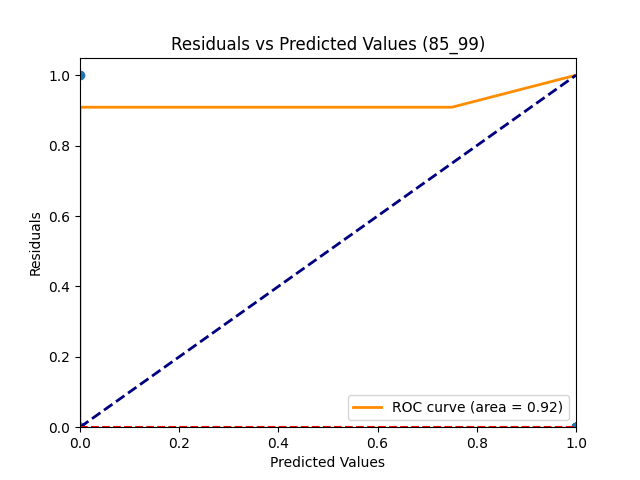 Residuals vs Predicted Values (85_99)
1.0
0.8
0.6
0.4
0.2
0.0
Residuals
ROC curve (area = 0.92)
0.0 0.2 0.4 0.6 0.8 1.0
Predicted Values